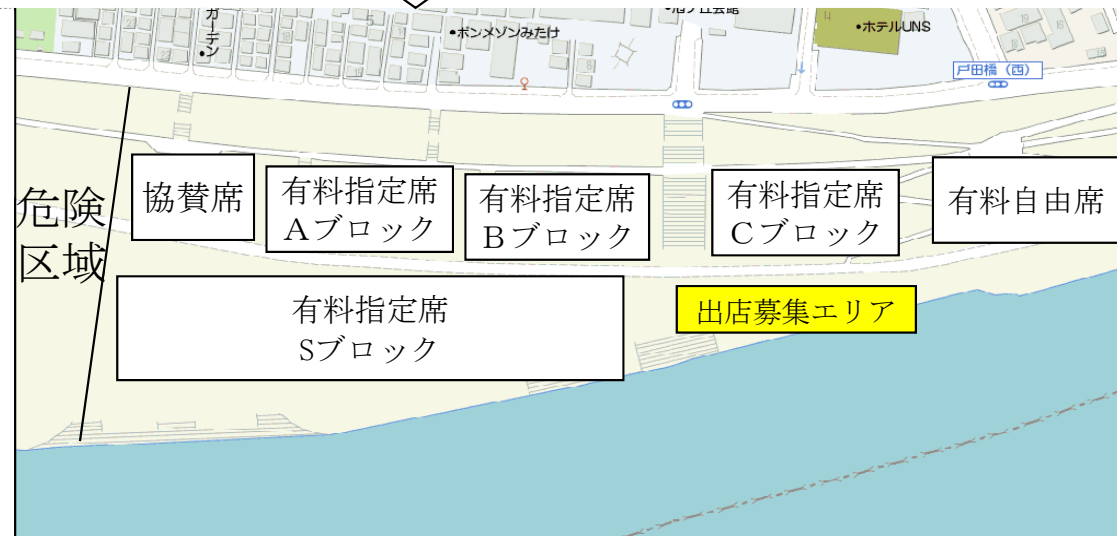 ガーデン
ボンメゾンみたけ
ホテルUNS
戸田橋（西）
危険
区域
協賛席
有料指定席
Aブロック
有料指定席
Bブロック
有料指定席
Cブロック
有料自由席
有料指定席
Sブロック
出店募集エリア